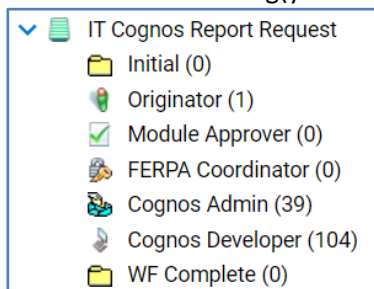 IT Cognos Report Request
Initial (0)
Originator (1)
Module Approver (0)
FERPA Coordinator (0)
Cognos Admin (39)
Cognos Developer (104)
WF Complete (0)